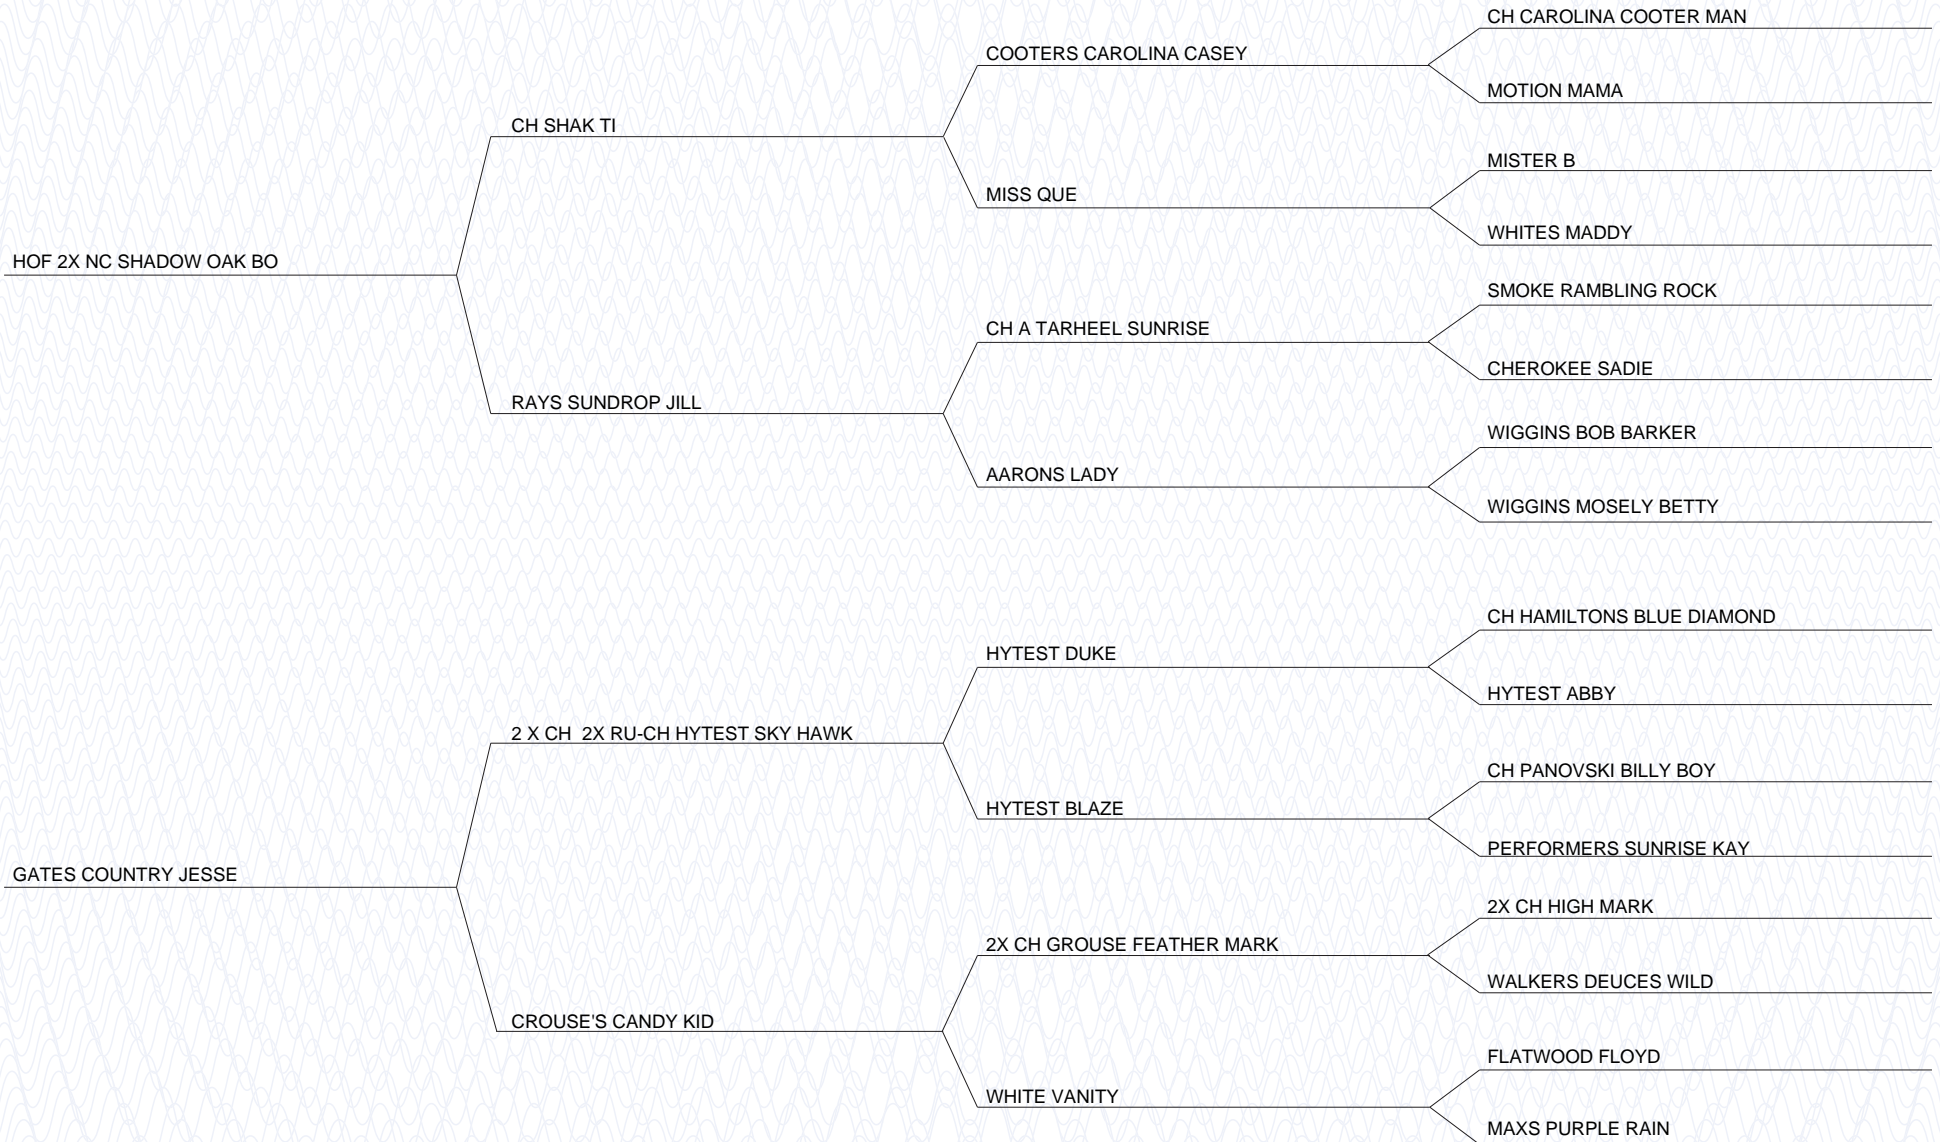 CH CAROLINA COOTER MAN
COOTERS CAROLINA CASEY
MOTION MAMA
CH SHAK TI
MISTER B
MISS QUE
WHITES MADDY
HOF 2X NC SHADOW OAK BO
SMOKE RAMBLING ROCK
CH A TARHEEL SUNRISE
CHEROKEE SADIE
RAYS SUNDROP JILL
WIGGINS BOB BARKER
AARONS LADY
WIGGINS MOSELY BETTY
CH HAMILTONS BLUE DIAMOND
HYTEST DUKE
HYTEST ABBY
2 X CH  2X RU-CH HYTEST SKY HAWK
CH PANOVSKI BILLY BOY
HYTEST BLAZE
PERFORMERS SUNRISE KAY
GATES COUNTRY JESSE
2X CH HIGH MARK
2X CH GROUSE FEATHER MARK
WALKERS DEUCES WILD
CROUSE'S CANDY KID
FLATWOOD FLOYD
WHITE VANITY
MAXS PURPLE RAIN